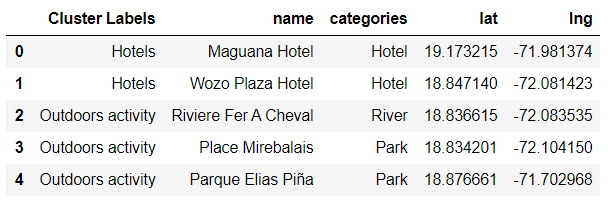 Cluster Labels name categories lat lng
0 Hotels Maguana Hotel Hotel 19.173215 -71.981374
1 Hotels Wozo Plaza Hotel Hotel 18.847140 -72.081423
2 Outdoors activity Riviere Fer A Cheval River 18.836615 -72.083535
3 Outdoors activity Place Mirebalais Park 18.834201 -72.104150
4 Outdoors activity Parque Elias Piña Park 18.876661 -71.702968